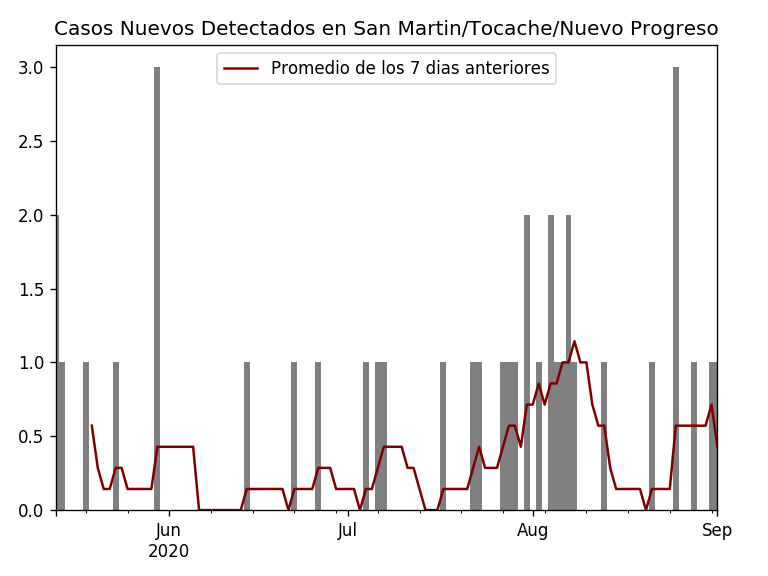 Casos Nuevos Detectados en San Martin/Tocache/Nuevo Progreso
Promedio de los 7 dias anteriores
3.0
2.5
2.0
1.5
1.0
0.5
0.0
Jun Jul Aug Sep
2020